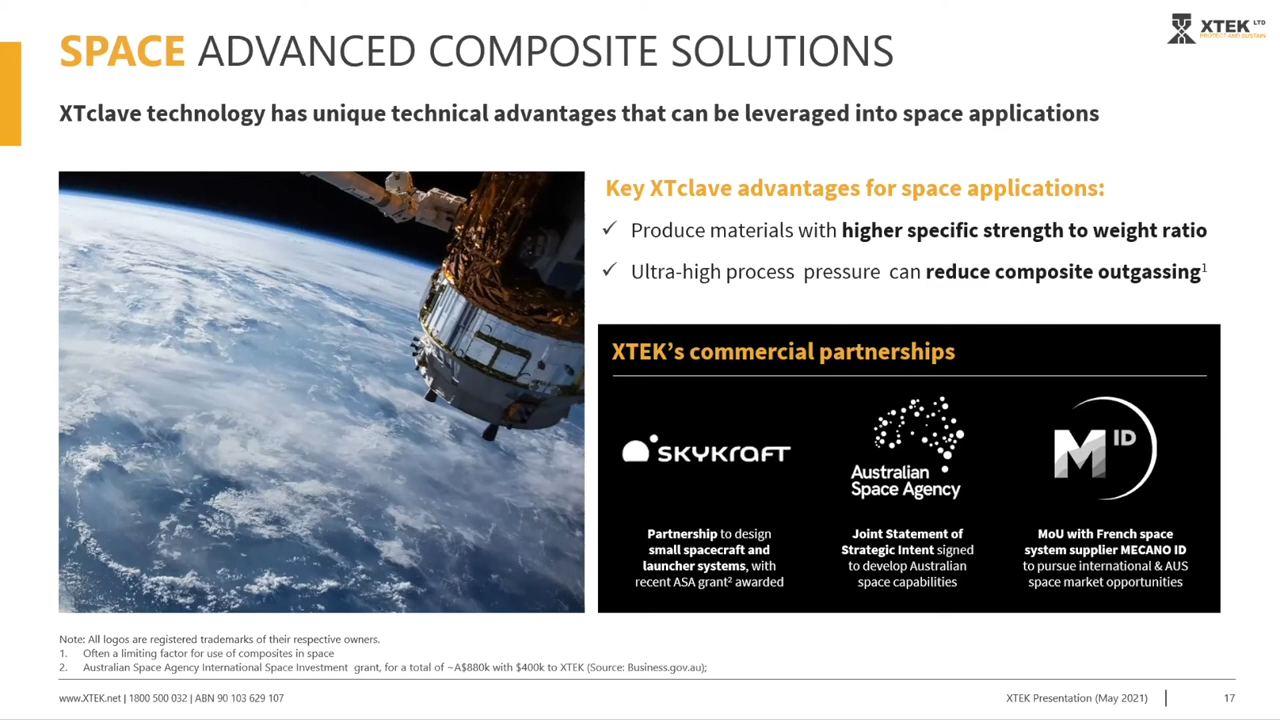 SPACE ADVANCED COMPOSITE SOLUTIONS
XTEK LTD
PROTECT AND SUSTAIN
XTclave technology has unique technical advantages that can be leveraged into space applications
Key XTclave advantages for space applications:
✓ Produce materials with higher specific strength to weight ratio
✓ Ultra-high process pressure can reduce composite outgassing¹
XTEK’s commercial partnerships
SKYKRAFT
Partnership to design
small spacecraft and
launcher systems, with
recent ASA grant² awarded
Australian
Space Agency
Joint Statement of
Strategic Intent signed
to develop Australian
space capabilities
M ID
MoU with French space
system supplier MECANO ID
to pursue international & AUS
space market opportunities
Note: All logos are registered trademarks of their respective owners.
1. Often a limiting factor for use of composites in space
2. Australian Space Agency International Space Investment grant, for a total of ~A$880k with $400k to XTEK (Source: Business.gov.au);
www.XTEK.net | 1800 500 032 | ABN 90 103 629 107
XTEK Presentation (May 2021) | 17